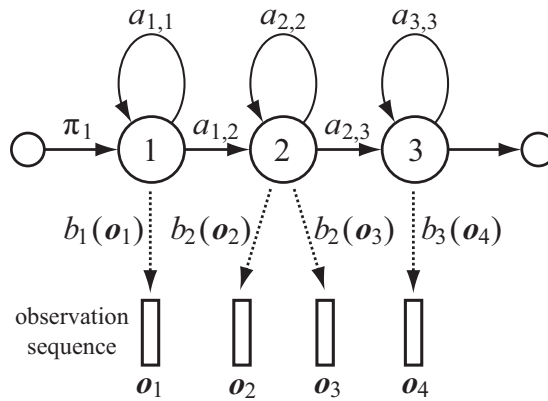 a1,1 a2,2 a3,3
π1 1 a1,2 2 a2,3 3
b1(o1) b2(o2) b2(o3) b3(o4)
observation
sequence
o1 o2 o3 o4